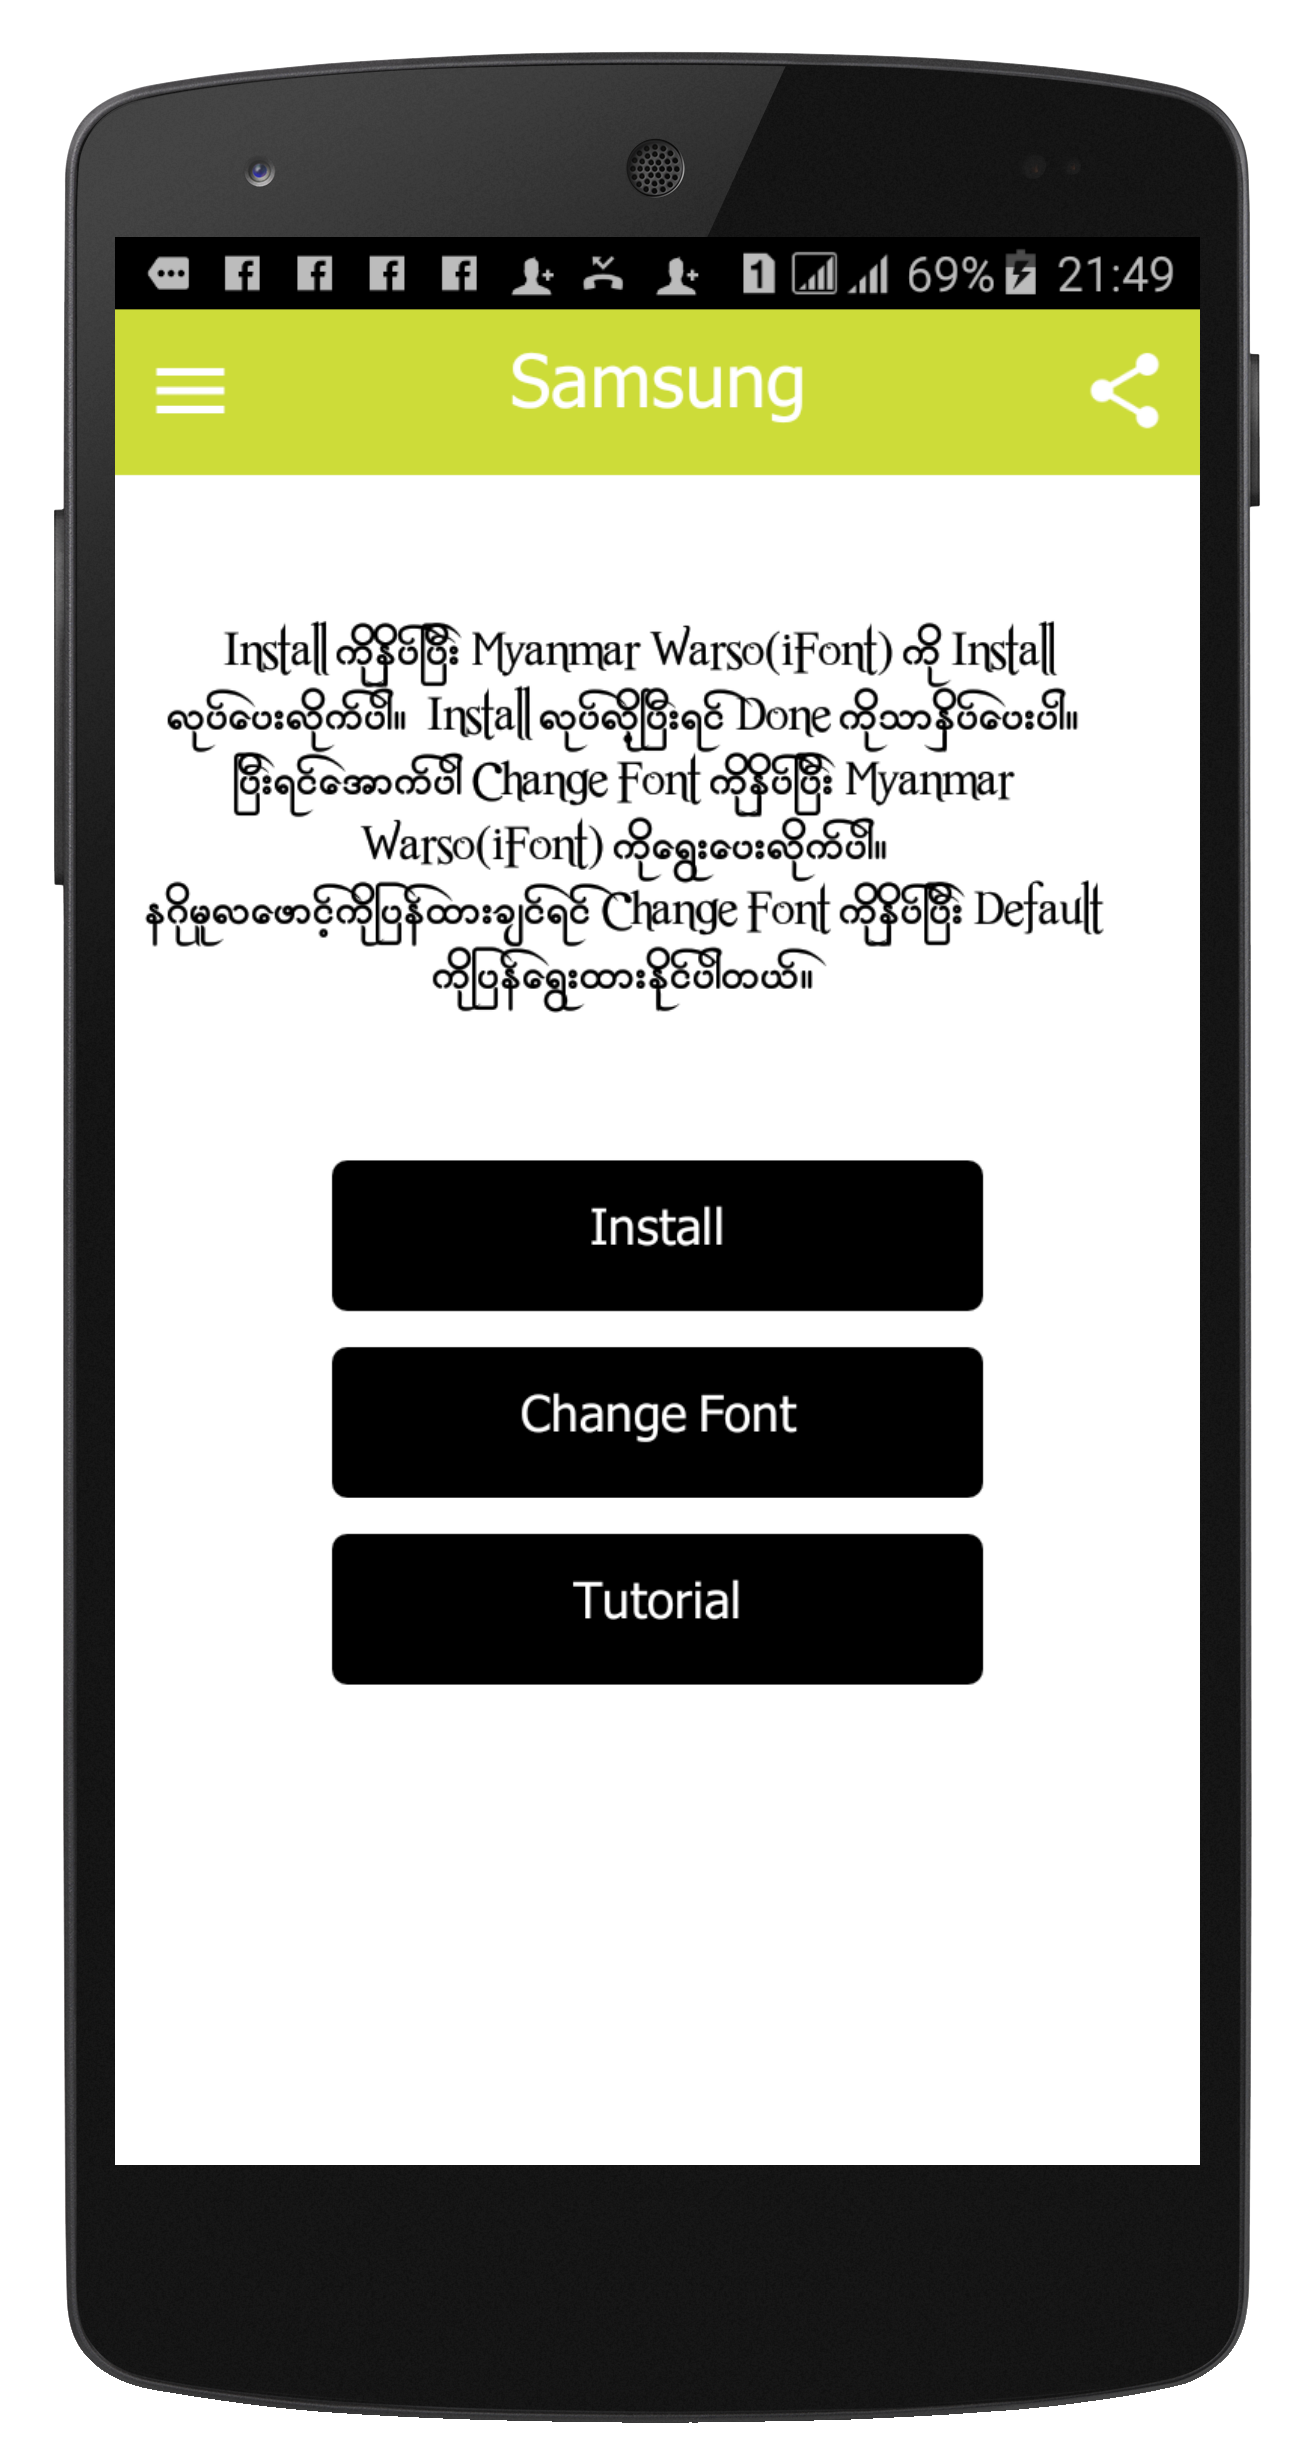 69% 21:49
Samsung
Install ကိုနှိပ်ပြီး Myanmar Warso(iFont) ကို Install
လုပ်ပေးလိုက်ပါ။ Install လုပ်လို့ပြီးရင် Done ကိုသာနှိပ်ပေးပါ။
ပြီးရင်အောက်ပါ Change Font ကိုနှိပ်ပြီး Myanmar
Warso(iFont) ကိုရွေးပေးလိုက်ပါ။
နဂိုမူလဖောင့်ကိုပြန်ထားချင်ရင် Change Font ကိုနှိပ်ပြီး Default
ကိုပြန်ရွေးထားနိုင်ပါတယ်။
Install
Change Font
Tutorial